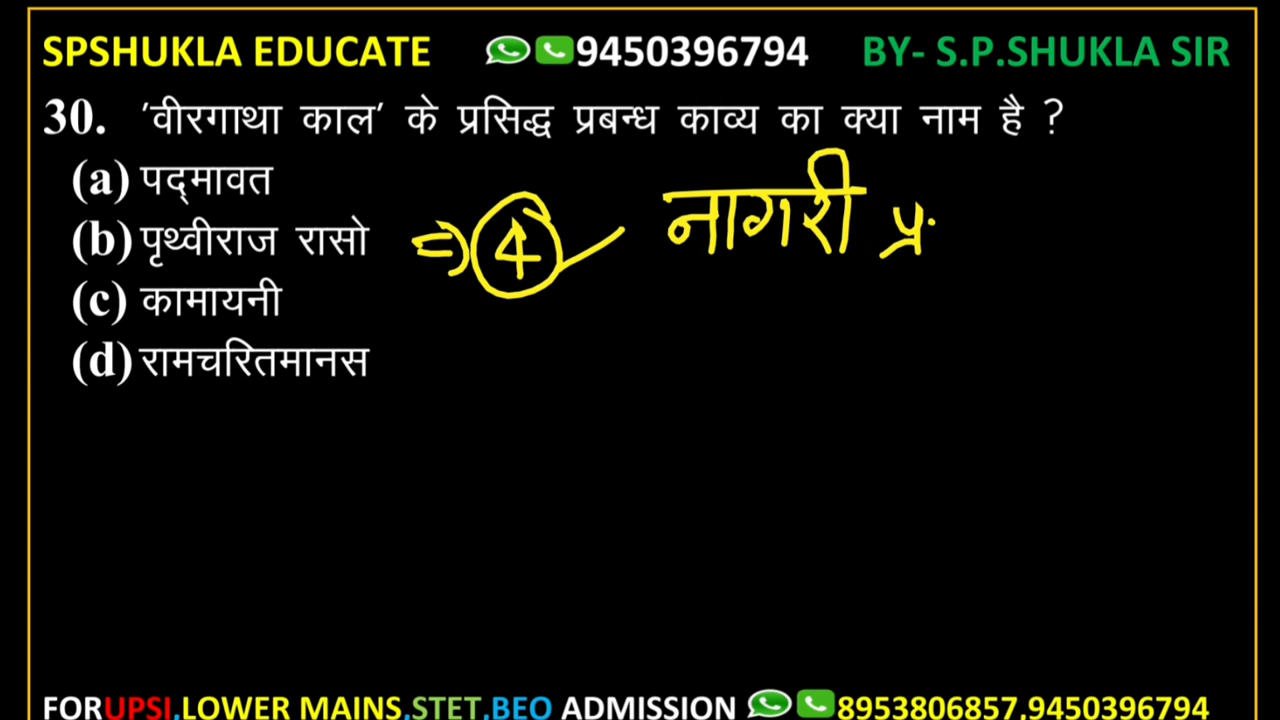 SPSHUKLA EDUCATE 9450396794 BY- S.P.SHUKLA SIR
30. 'वीरगाथा काल' के प्रसिद्ध प्रबन्ध काव्य का क्या नाम है ?
(a) पद्‌मावत
(b) पृथ्वीराज रासो ⇒ 4 नागरी प्र.
(c) कामायनी
(d) रामचरितमानस
FORUPSI,LOWER MAINS,STET,BEO ADMISSION 8953806857,9450396794